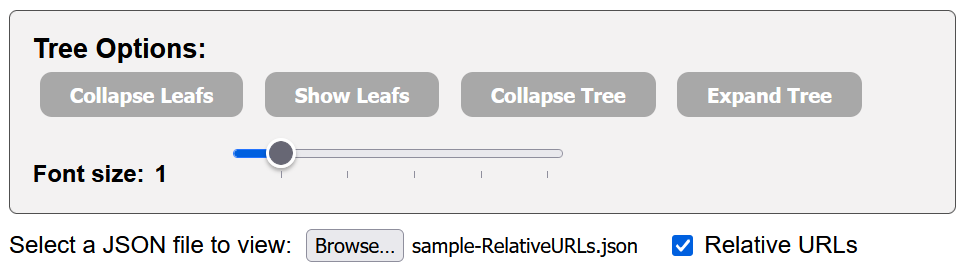 Tree Options:
Collapse Leafs Show Leafs Collapse Tree Expand Tree
Font size: 1
Select a JSON file to view: Browse... sample-RelativeURLs.json Relative URLs